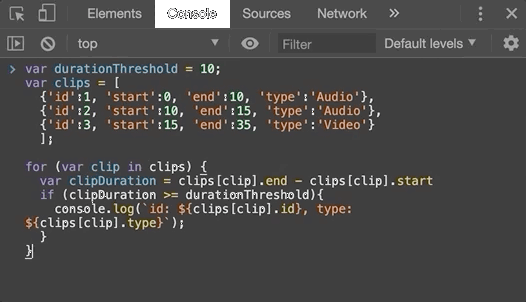 Elements Console Sources Network »
top Filter Default levels
> var durationThreshold = 10;
var clips = [
{'id':1, 'start':0, 'end':10, 'type':'Audio'},
{'id':2, 'start':10, 'end':15, 'type':'Audio'},
{'id':3, 'start':15, 'end':35, 'type':'Video'}
];
for (var clip in clips) {
var clipDuration = clips[clip].end - clips[clip].start
if (clipDuration >= durationThreshold){
console.log(`id: ${clips[clip].id}, type:
${clips[clip].type}`);
}
}